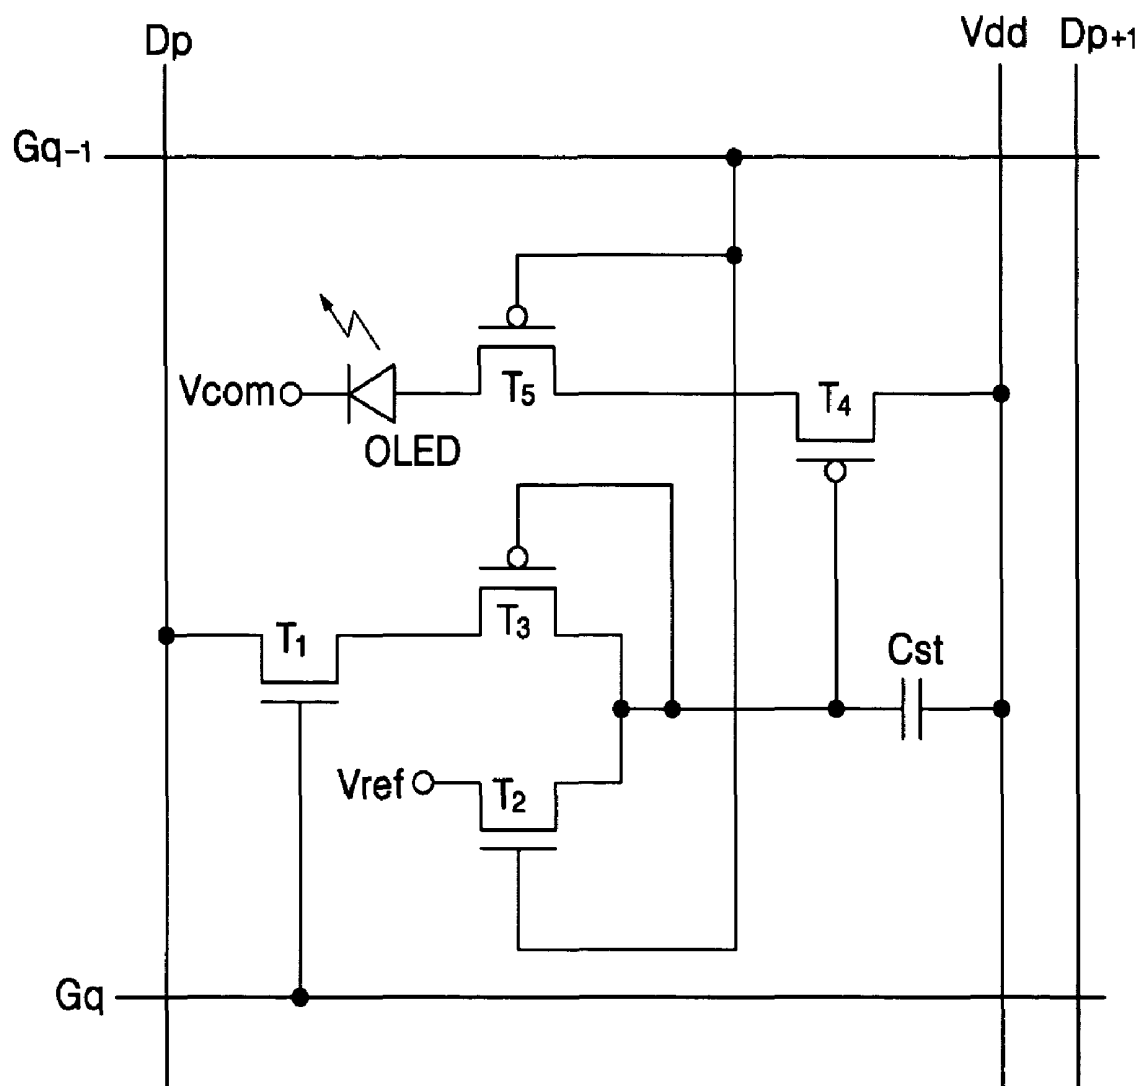 Dp
Vdd
Dp+1
Gq-1
T5
T4
Vcom
OLED
T3
T1
Cst
Vref
T2
Gq